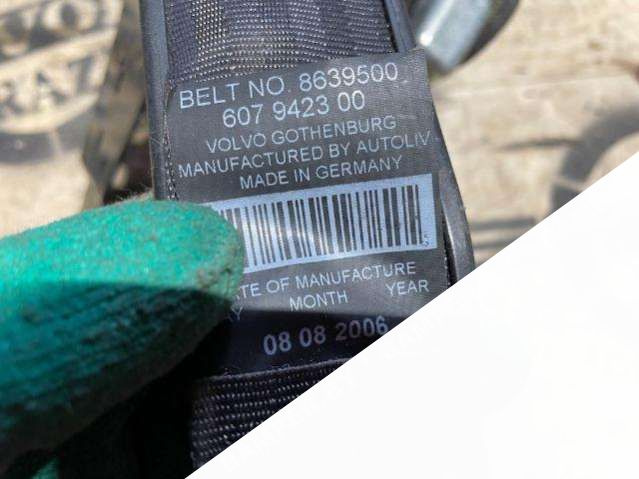 BELT NO. 8639500
607 9423 00
VOLVO GOTHENBURG
MANUFACTURED BY AUTOLIV
MADE IN GERMANY
OF MANUFACTURE
MONTH YEAR
08 08 2006